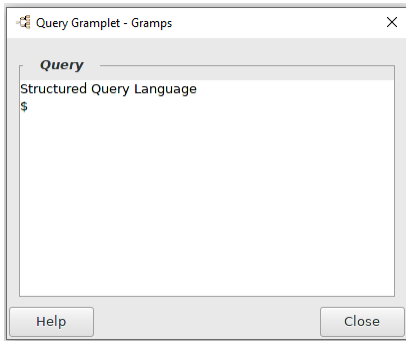 Query Gramplet - Gramps
Query
Structured Query Language
$
Help
Close